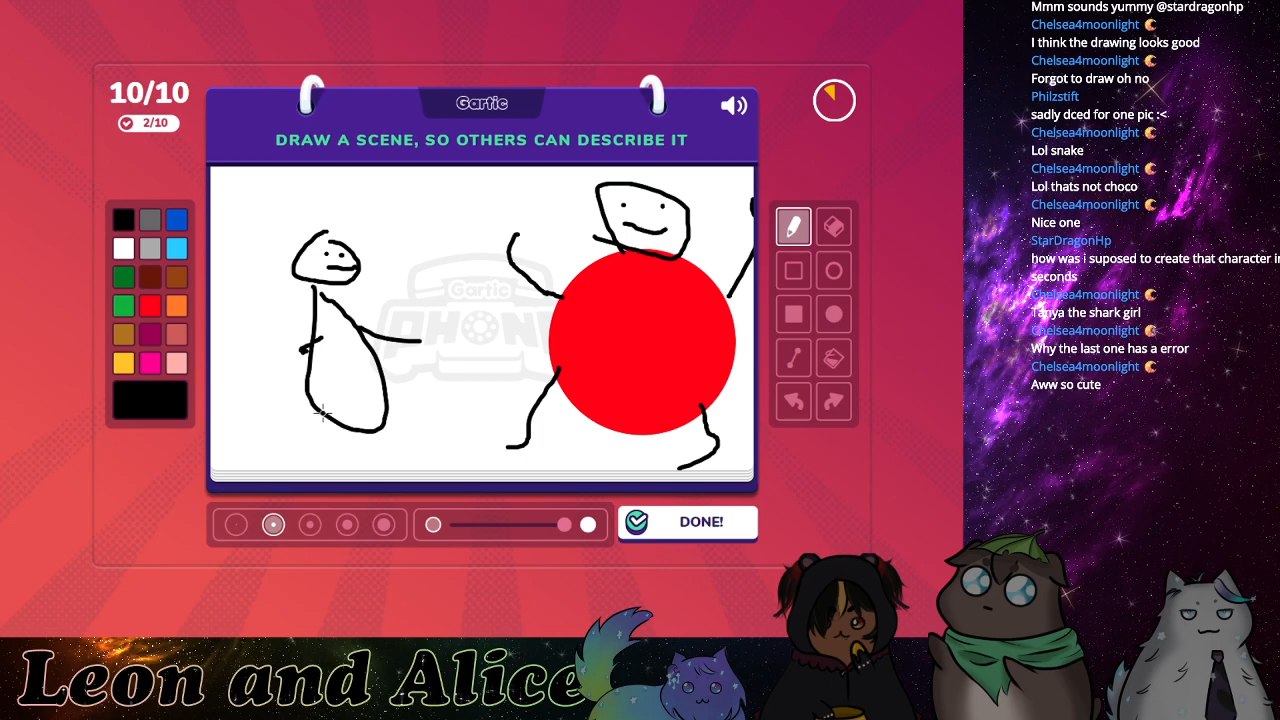 10/10
2/10
Gartic
DRAW A SCENE, SO OTHERS CAN DESCRIBE IT
Gartic
PHONE
DONE!
Leon and Alice
Mmm sounds yummy @stardragonhp
Chelsea4moonlight
I think the drawing looks good
Chelsea4moonlight
Forgot to draw oh no
Philzstift
sadly dced for one pic :<
Chelsea4moonlight
Lol snake
Chelsea4moonlight
Lol thats not choco
Chelsea4moonlight
Nice one
StarDragonHp
how was i suposed to create that character in
seconds
Chelsea4moonlight
Tanya the shark girl
Chelsea4moonlight
Why the last one has a error
Chelsea4moonlight
Aww so cute